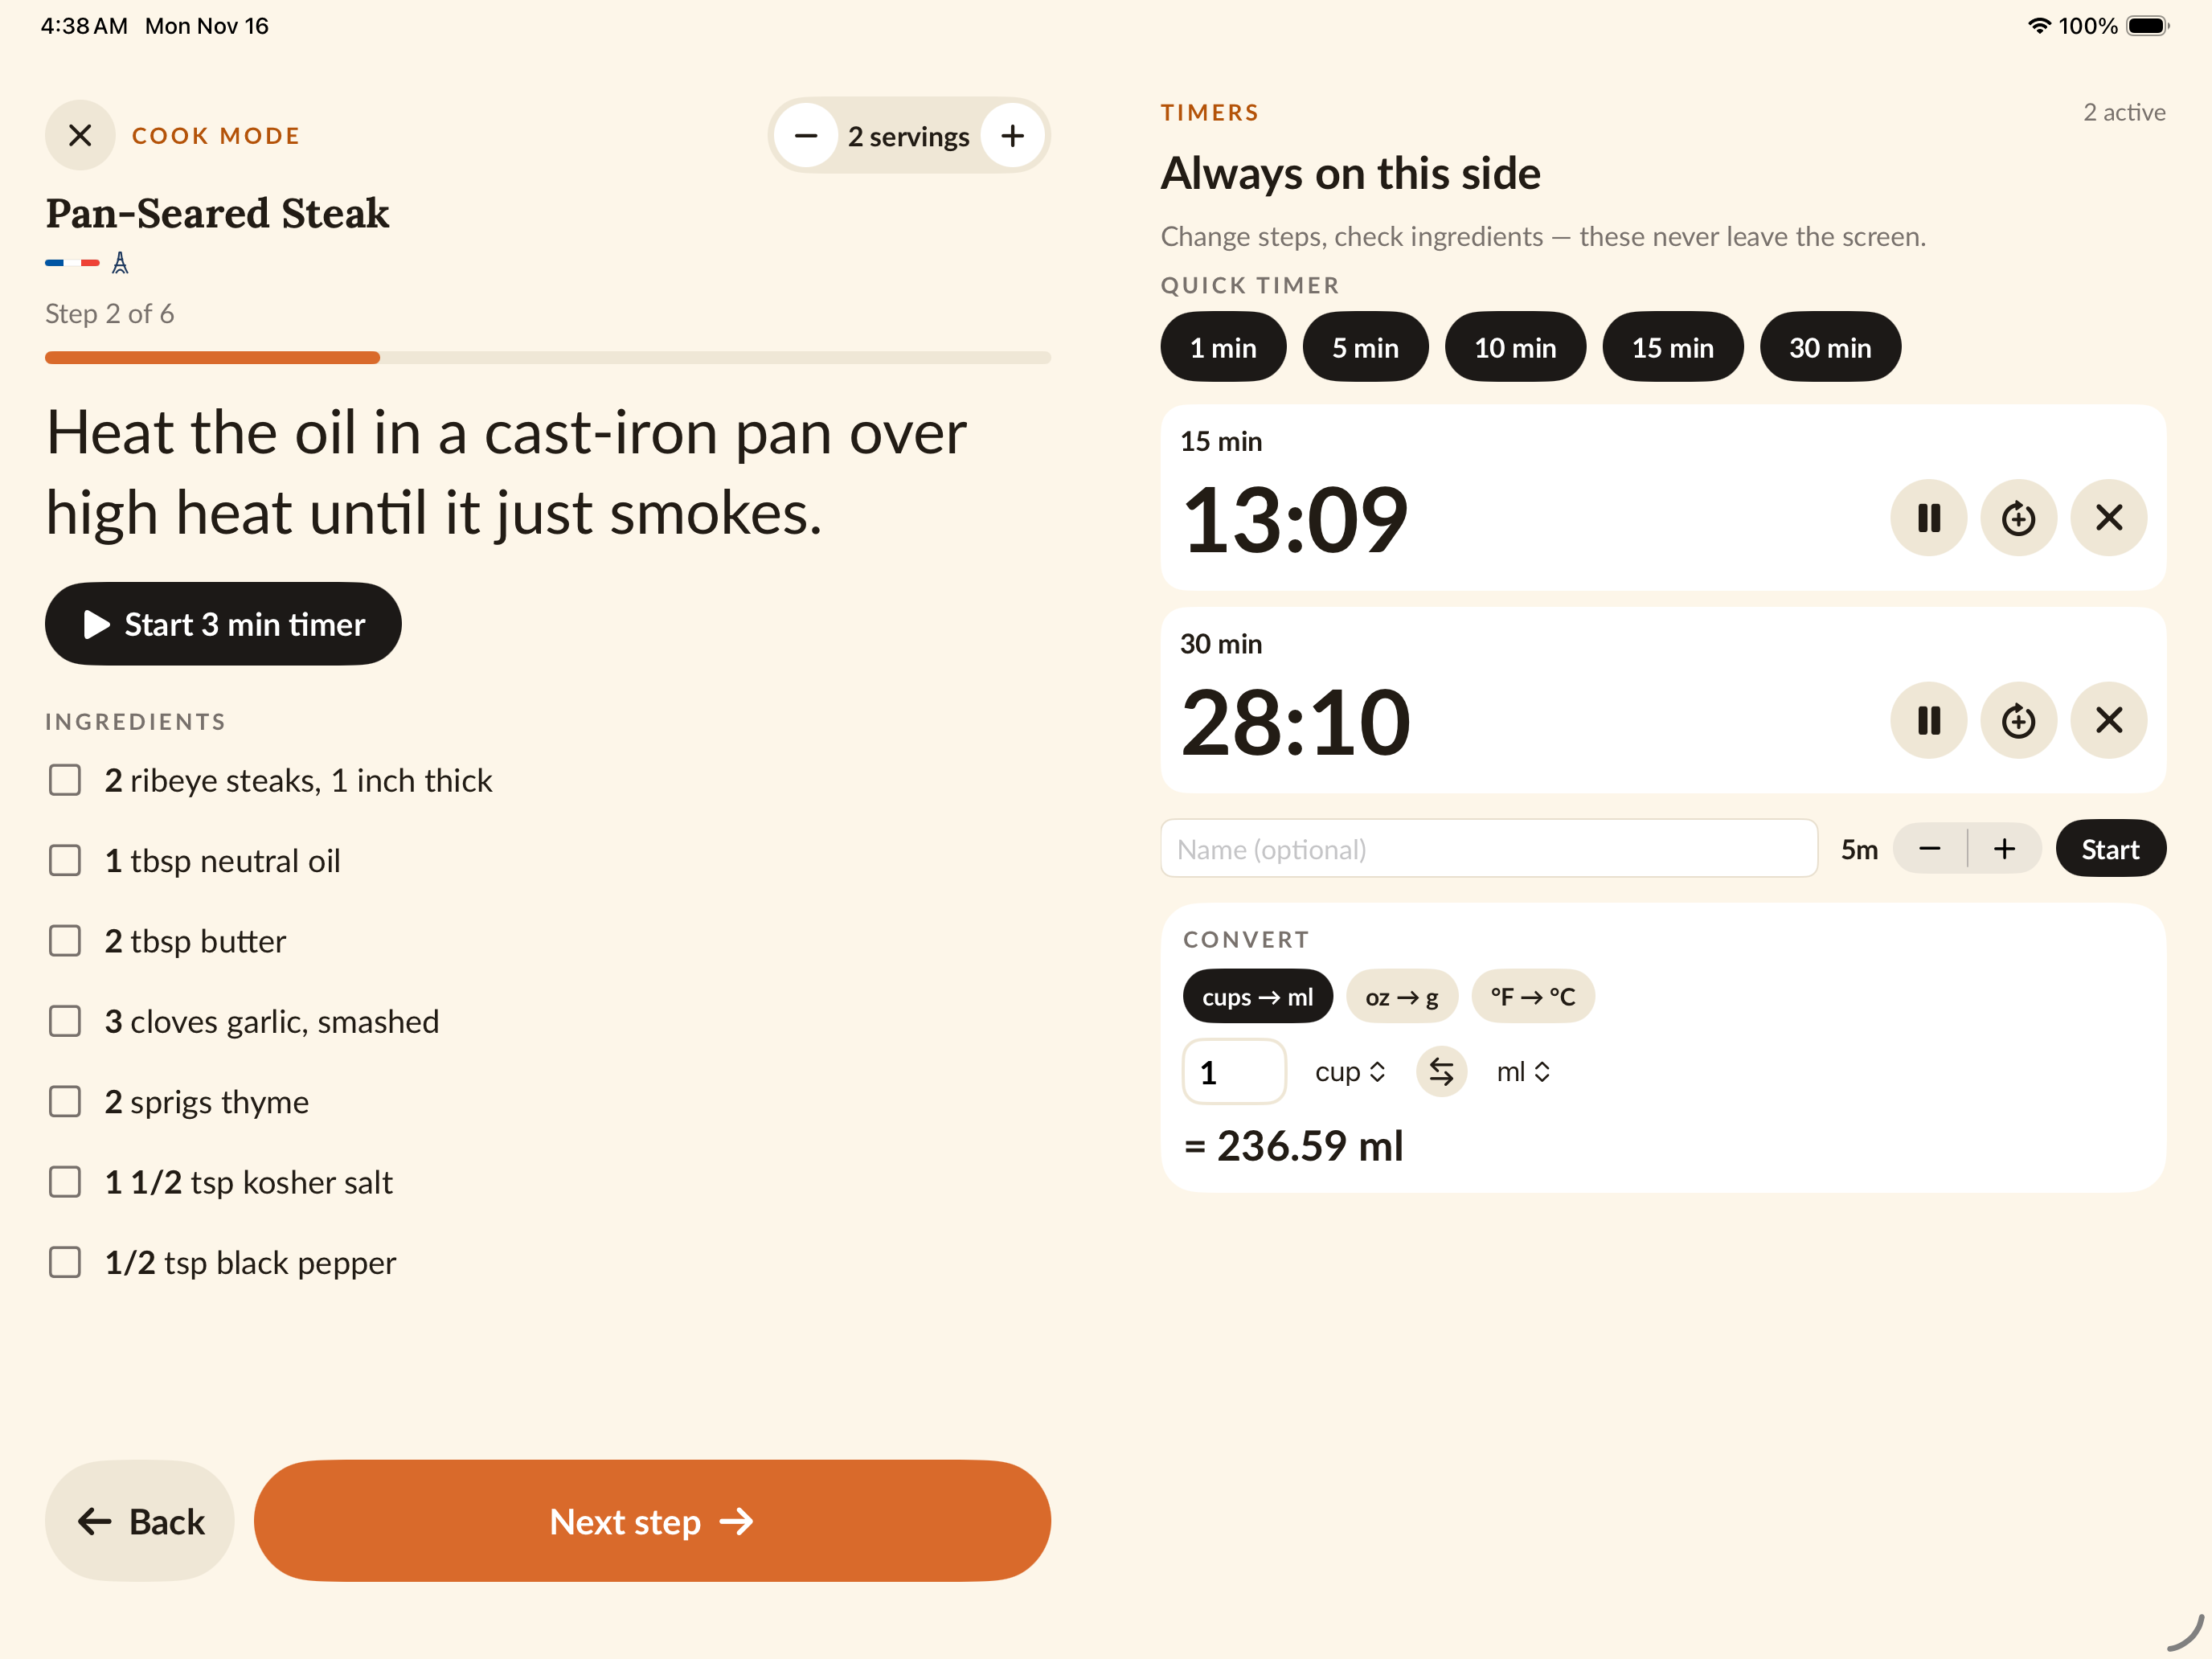 4:38 AM Mon Nov 16
100%
COOK MODE
2 servings
Pan-Seared Steak
Step 2 of 6
Heat the oil in a cast-iron pan over
high heat until it just smokes.
Start 3 min timer
INGREDIENTS
2 ribeye steaks, 1 inch thick
1 tbsp neutral oil
2 tbsp butter
3 cloves garlic, smashed
2 sprigs thyme
1 1/2 tsp kosher salt
1/2 tsp black pepper
← Back
Next step →
TIMERS
2 active
Always on this side
Change steps, check ingredients — these never leave the screen.
QUICK TIMER
1 min
5 min
10 min
15 min
30 min
15 min
13:09
30 min
28:10
Name (optional)
5m
− +
Start
CONVERT
cups → ml
oz → g
°F → °C
1
cup
ml
= 236.59 ml